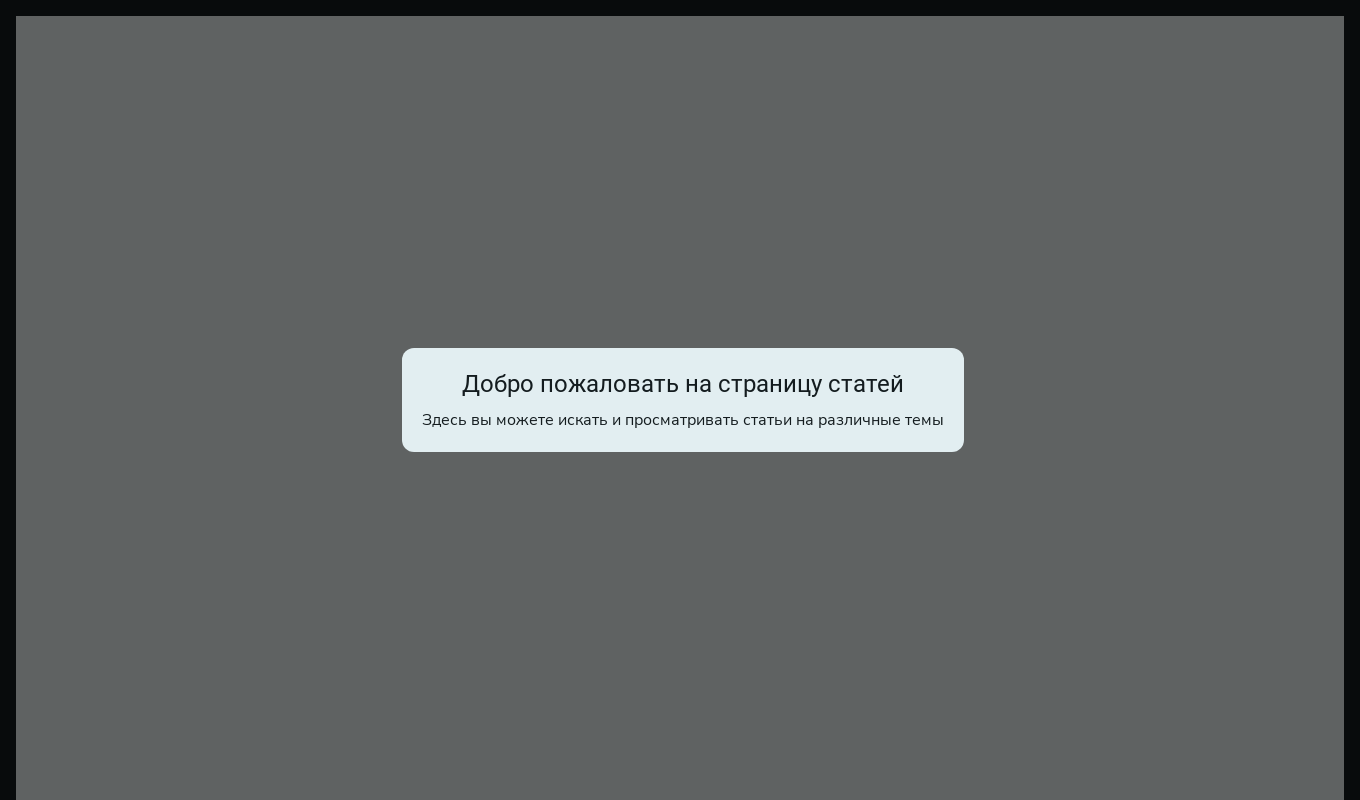 Добро пожаловать на страницу статей
Здесь вы можете искать и просматривать статьи на различные темы